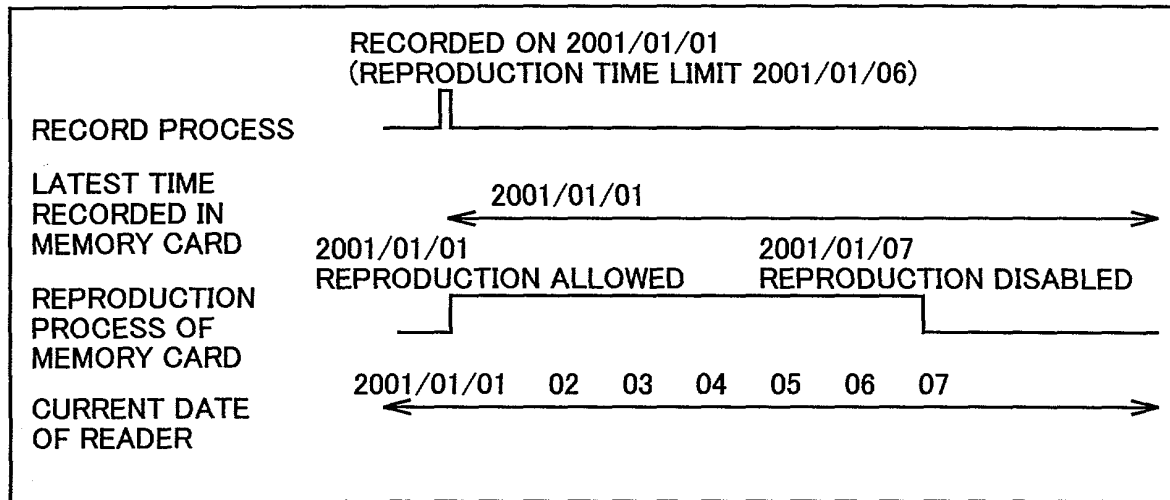 RECORDED ON 2001/01/01
(REPRODUCTION TIME LIMIT 2001/01/06)
RECORD PROCESS
LATEST TIME
RECORDED IN
MEMORY CARD
2001/01/01
2001/01/01
REPRODUCTION ALLOWED
2001/01/07
REPRODUCTION DISABLED
REPRODUCTION
PROCESS OF
MEMORY CARD
2001/01/01 02 03 04 05 06 07
CURRENT DATE
OF READER